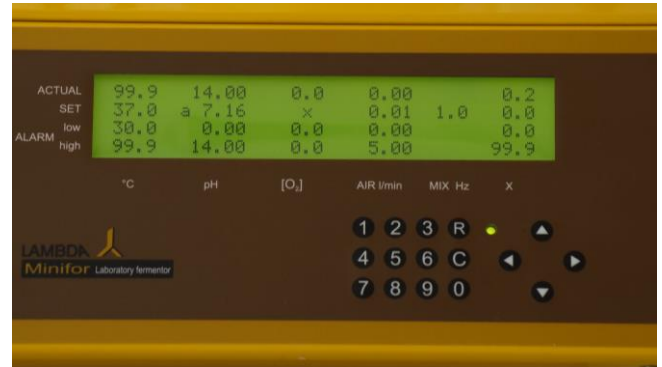 ACTUAL 99.9 14.00 0.0 0.00 0.2
SET 37.0 a 7.16 x 0.01 1.0 0.0
ALARM low 30.0 0.00 0.0 0.00 0.0
high 99.9 14.00 0.0 5.00 99.9
°C pH [O₂] AIR l/min MIX Hz X
1 2 3 R
4 5 6 C
7 8 9 0
LAMBDA
Minifor Laboratory fermentor